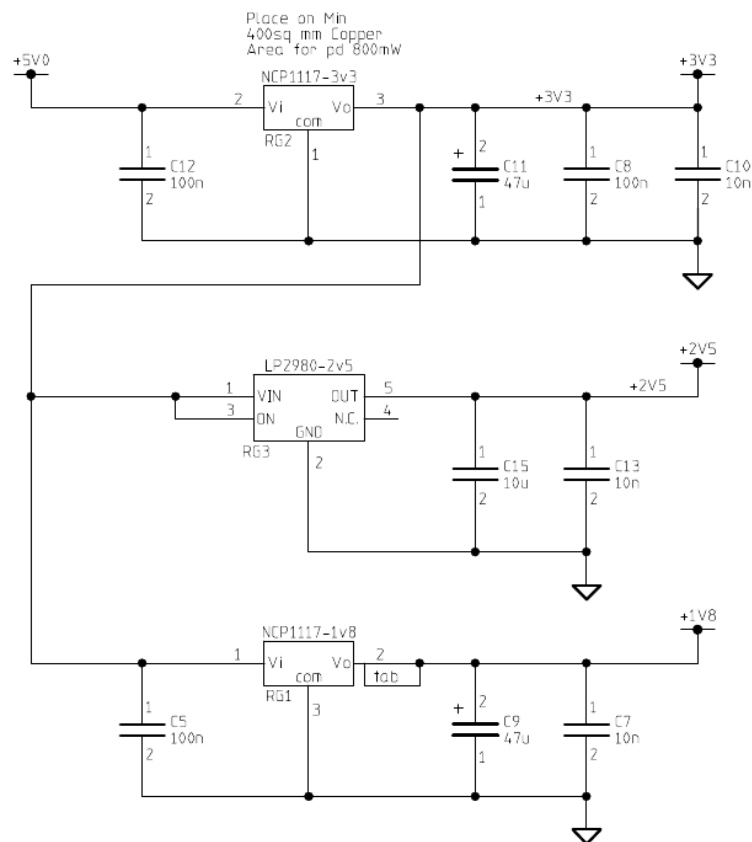 Place on Min
400sq mm Copper
Area for pd 800mW
+5V0
+3V3
NCP1117-3v3
2 Vi Vo 3
+3V3
com
RG2
1
1
C12
100n
2
+
2
C11
47u
1
1
C8
100n
2
1
C10
10n
2
LP2980-2v5
+2V5
1 VIN OUT 5
+2V5
3 ON N.C. 4
GND
RG3
2
1
C15
10u
2
1
C13
10n
2
NCP1117-1v8
+1V8
1 Vi Vo 2
tab
com
RG1
3
1
C5
100n
2
+
2
C9
47u
1
1
C7
10n
2